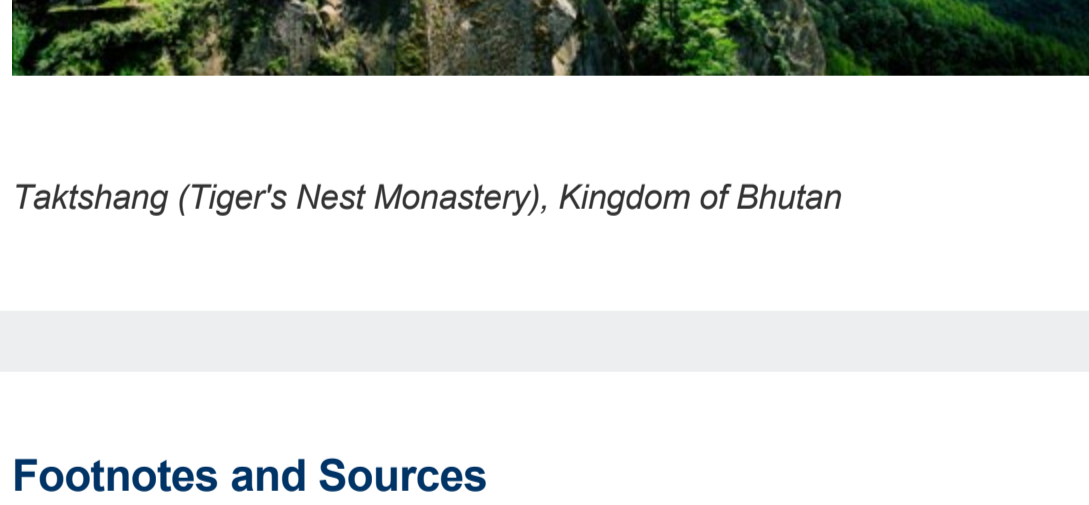 Taktshang (Tiger's Nest Monastery), Kingdom of Bhutan
Footnotes and Sources